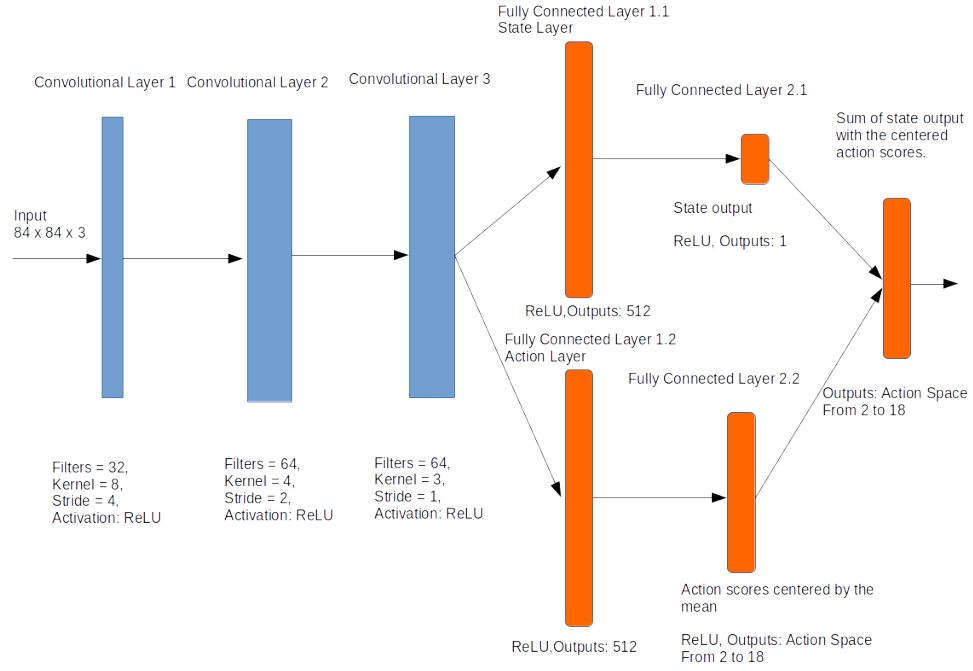 Fully Connected Layer 1.1
State Layer
Convolutional Layer 1
Convolutional Layer 2
Convolutional Layer 3
Fully Connected Layer 2.1
Sum of state output
with the centered
action scores.
Input
84 x 84 x 3
State output
ReLU, Outputs: 1
ReLU,Outputs: 512
Fully Connected Layer 1.2
Action Layer
Fully Connected Layer 2.2
Outputs: Action Space
From 2 to 18
Filters = 32,
Kernel = 8,
Stride = 4,
Activation: ReLU
Filters = 64,
Kernel = 4,
Stride = 2,
Activation: ReLU
Filters = 64,
Kernel = 3,
Stride = 1,
Activation: ReLU
Action scores centered by the
mean
ReLU,Outputs: 512
ReLU, Outputs: Action Space
From 2 to 18